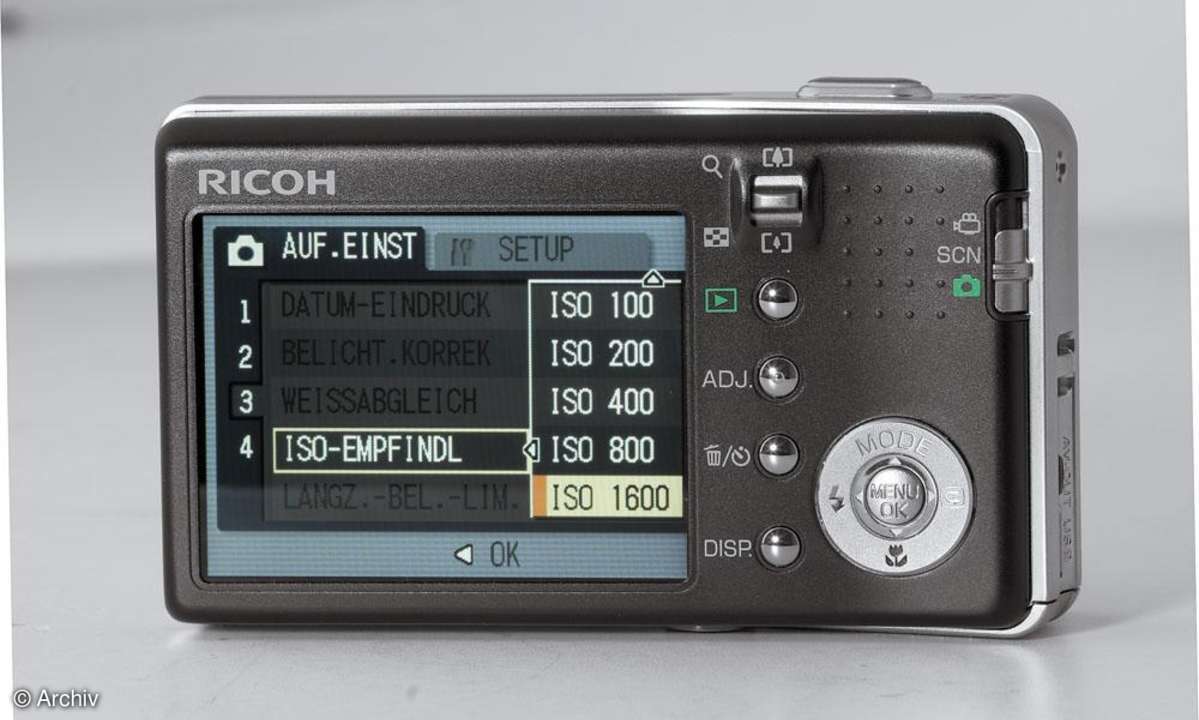 RICOH
AUF.EINST
SETUP
1
2
3
4
DATUM-EINDRUCK
BELICHT.KORREK
WEISSABGLEICH
ISO-EMPFINDL
LANGZ.-BEL.-LIM.
ISO 100
ISO 200
ISO 400
ISO 800
ISO 1600
OK
SCN
ADJ.
DISP.
MODE
MENU
OK
© Archiv